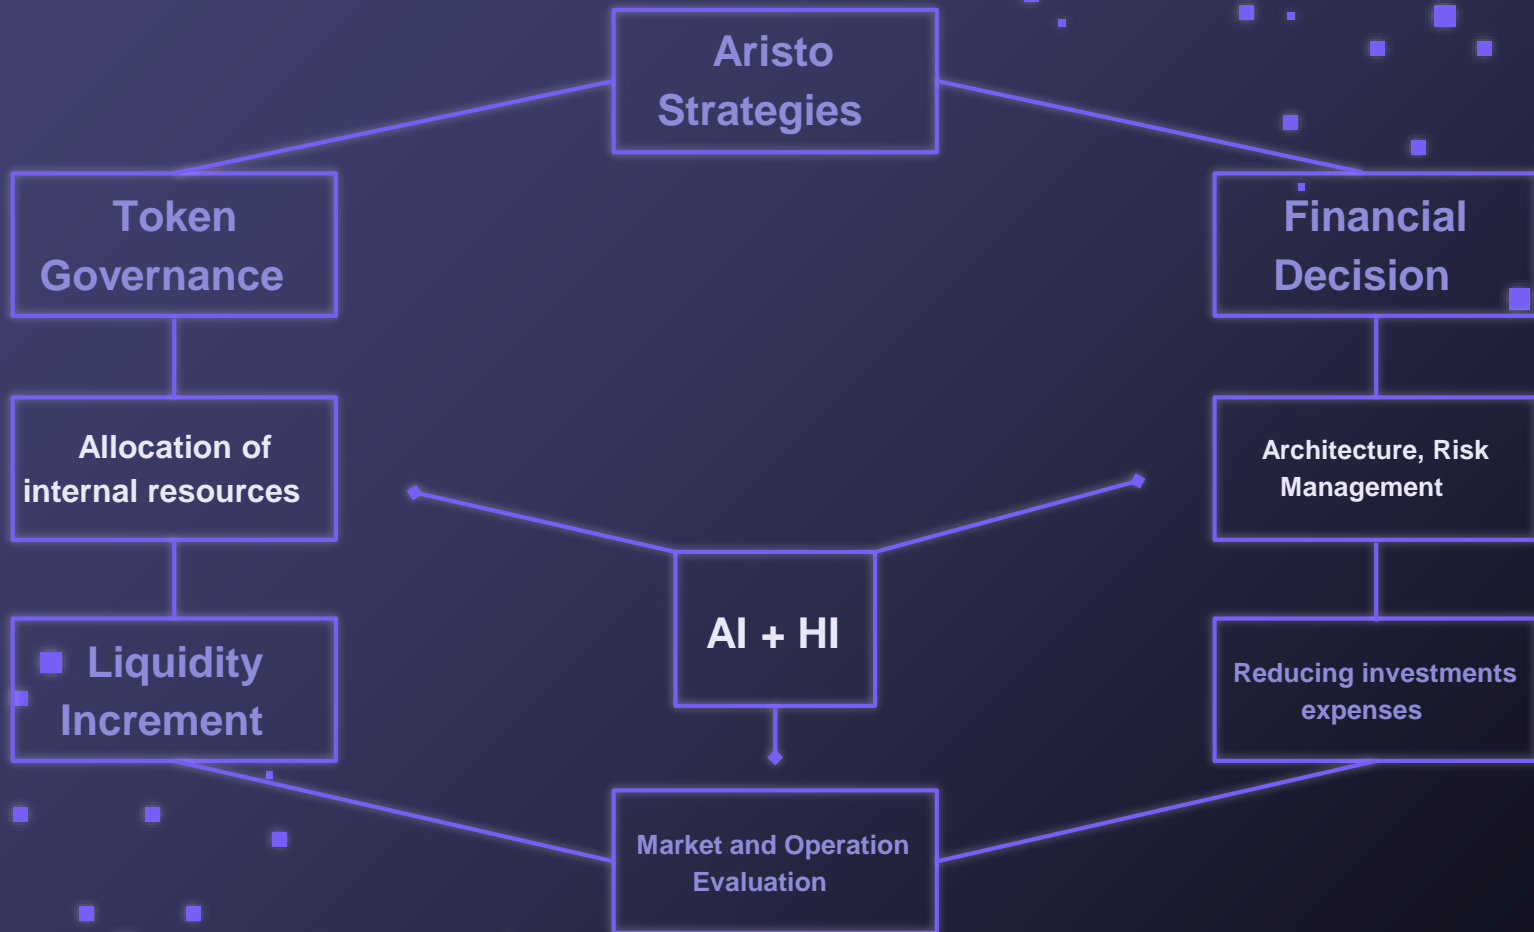 Aristo
Strategies
Token
Governance
Financial
Decision
Allocation of
internal resources
Architecture, Risk
Management
AI + HI
Liquidity
Increment
Reducing investments
expenses
Market and Operation
Evaluation